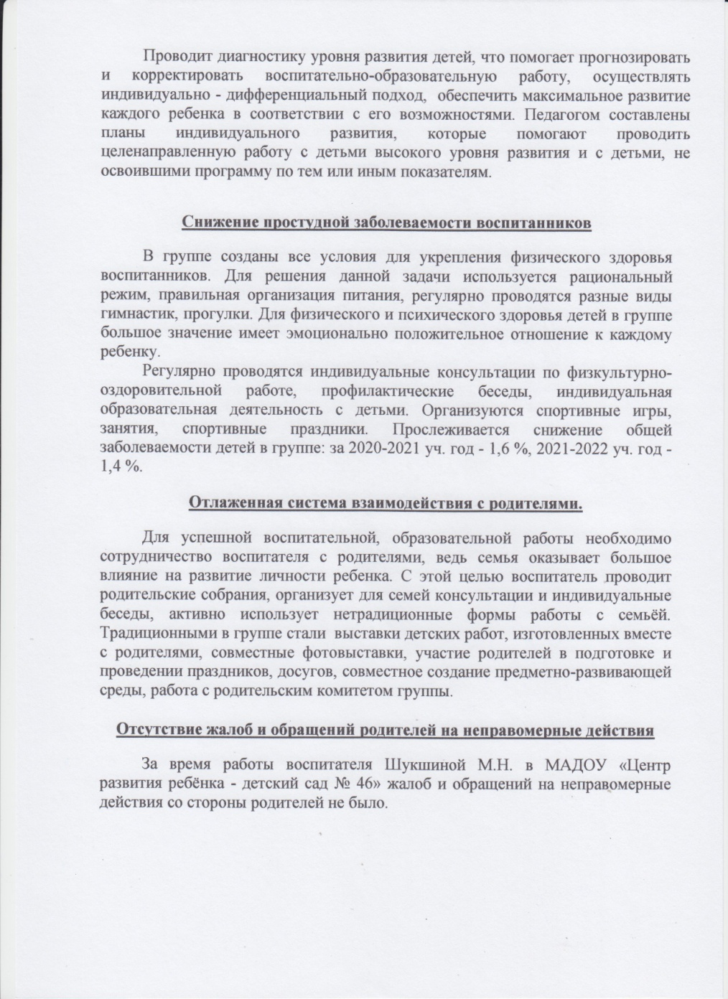 Проводит диагностику уровня развития детей, что помогает прогнозировать
и корректировать воспитательно-образовательную работу, осуществлять
индивидуально - дифференциальный подход, обеспечить максимальное развитие
каждого ребенка в соответствии с его возможностями. Педагогом составлены
планы индивидуального развития, которые помогают проводить
целенаправленную работу с детьми высокого уровня развития и с детьми, не
освоившими программу по тем или иным показателям.
Снижение простудной заболеваемости воспитанников
В группе созданы все условия для укрепления физического здоровья
воспитанников. Для решения данной задачи используется рациональный
режим, правильная организация питания, регулярно проводятся разные виды
гимнастик, прогулки. Для физического и психического здоровья детей в группе
большое значение имеет эмоционально положительное отношение к каждому
ребенку.
Регулярно проводятся индивидуальные консультации по физкультурно-
оздоровительной работе, профилактические беседы, индивидуальная
образовательная деятельность с детьми. Организуются спортивные игры,
занятия, спортивные праздники. Прослеживается снижение общей
заболеваемости детей в группе: за 2020-2021 уч. год - 1,6 %, 2021-2022 уч. год -
1,4 %.
Отлаженная система взаимодействия с родителями.
Для успешной воспитательной, образовательной работы необходимо
сотрудничество воспитателя с родителями, ведь семья оказывает большое
влияние на развитие личности ребенка. С этой целью воспитатель проводит
родительские собрания, организует для семей консультации и индивидуальные
беседы, активно использует нетрадиционные формы работы с семьёй.
Традиционными в группе стали выставки детских работ, изготовленных вместе
с родителями, совместные фотовыставки, участие родителей в подготовке и
проведении праздников, досугов, совместное создание предметно-развивающей
среды, работа с родительским комитетом группы.
Отсутствие жалоб и обращений родителей на неправомерные действия
За время работы воспитателя Шукшиной М.Н. в МАДОУ «Центр
развития ребёнка - детский сад № 46» жалоб и обращений на неправомерные
действия со стороны родителей не было.